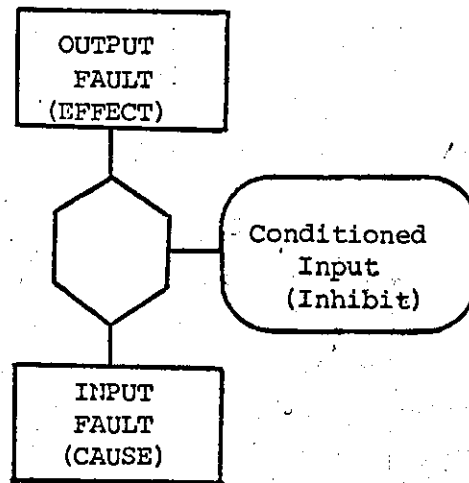 OUTPUT
FAULT
(EFFECT)
Conditioned
Input
(Inhibit)
INPUT
FAULT
(CAUSE)